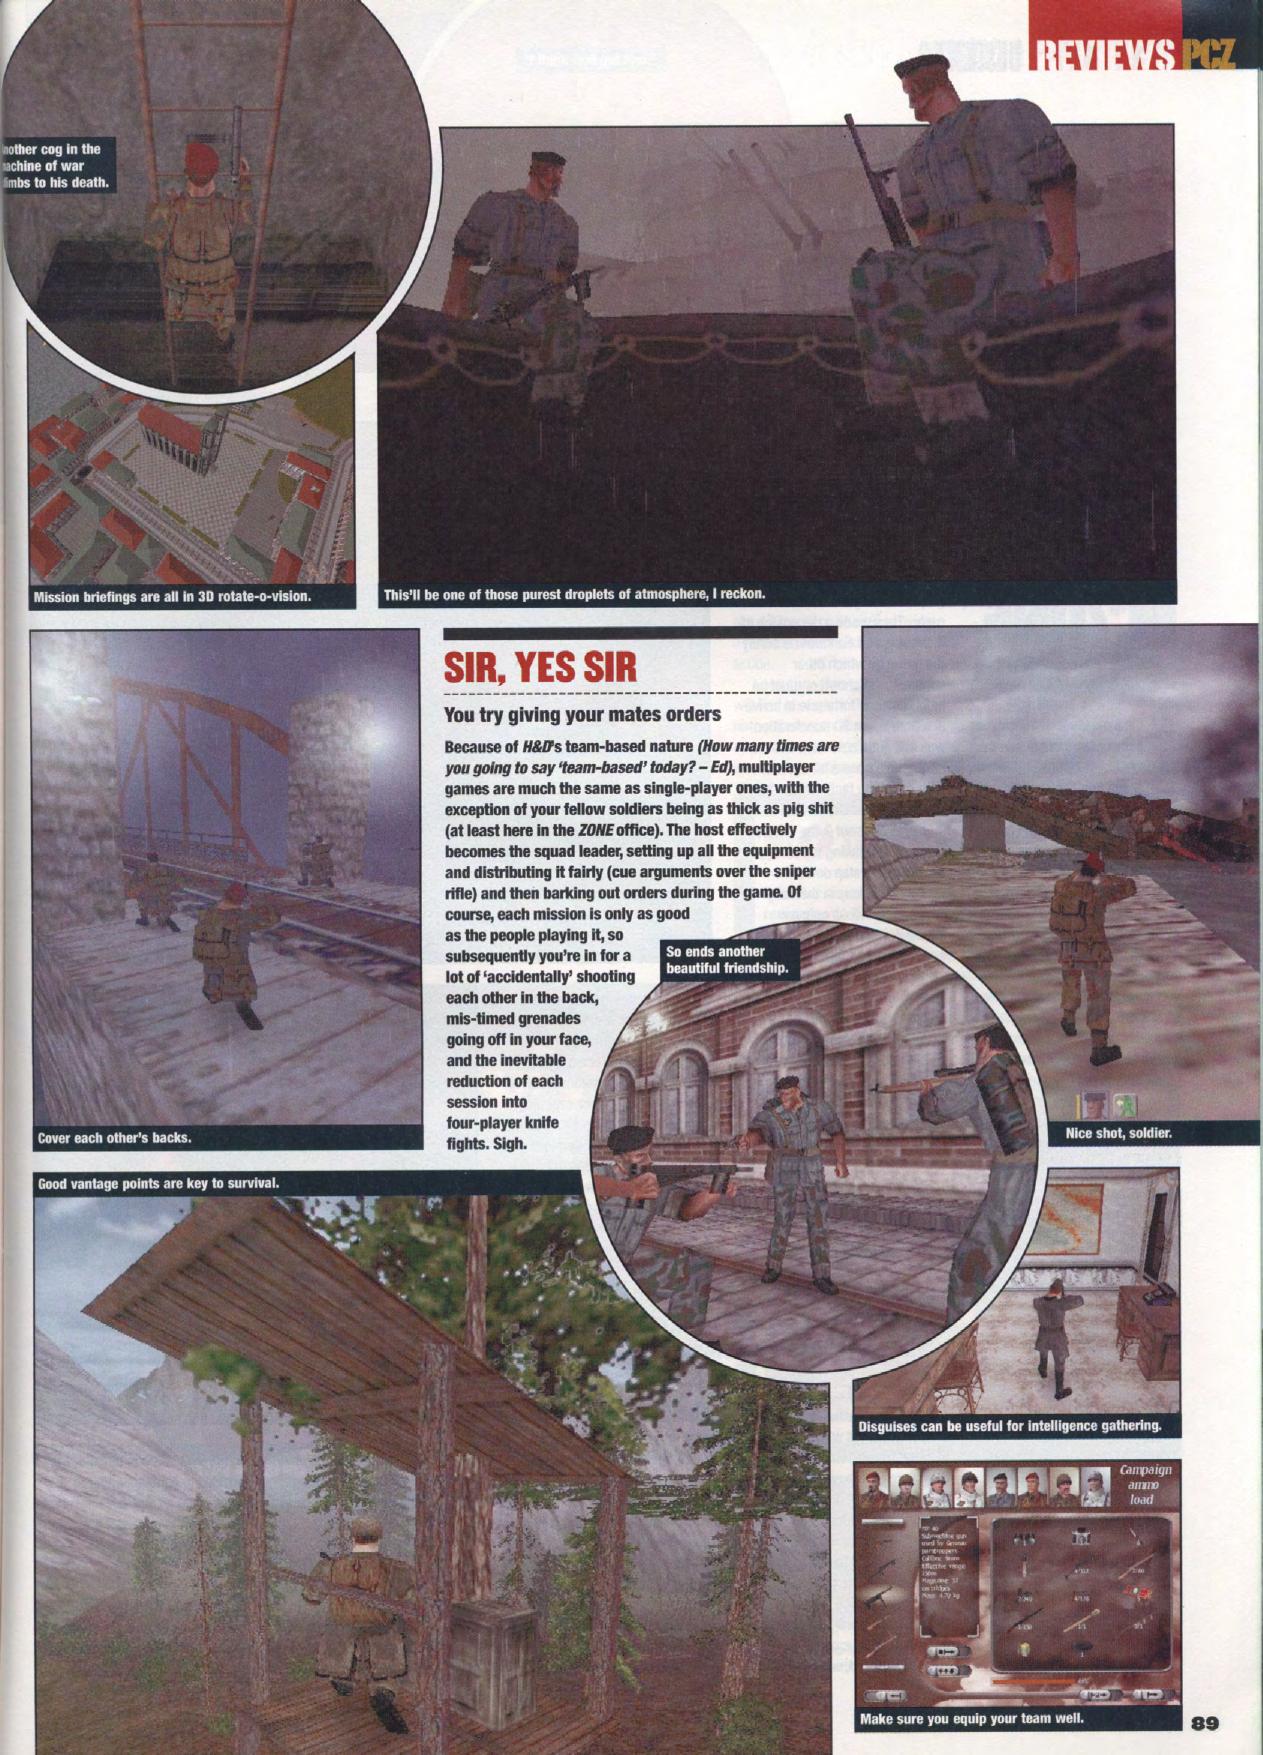 REVIEWS PCZ
nother cog in the
achine of war
imbs to his death.
Mission briefings are all in 3D rotate-o-vision.
This'll be one of those purest droplets of atmosphere, I reckon.
SIR, YES SIR
You try giving your mates orders
Because of H&D's team-based nature (How many times are
you going to say 'team-based' today? – Ed), multiplayer
games are much the same as single-player ones, with the
exception of your fellow soldiers being as thick as pig shit
(at least here in the ZONE office). The host effectively
becomes the squad leader, setting up all the equipment
and distributing it fairly (cue arguments over the sniper
rifle) and then barking out orders during the game. Of
course, each mission is only as good
as the people playing it, so
subsequently you're in for a
lot of 'accidentally' shooting
each other in the back,
mis-timed grenades
going off in your face,
and the inevitable
reduction of each
session into
four-player knife
fights. Sigh.
So ends another
beautiful friendship.
Cover each other's backs.
Nice shot, soldier.
Good vantage points are key to survival.
Disguises can be useful for intelligence gathering.
Campaign
ammo
load
Submachine gun
used by German
paratroopers
Effective range
cartridges
Make sure you equip your team well.
89